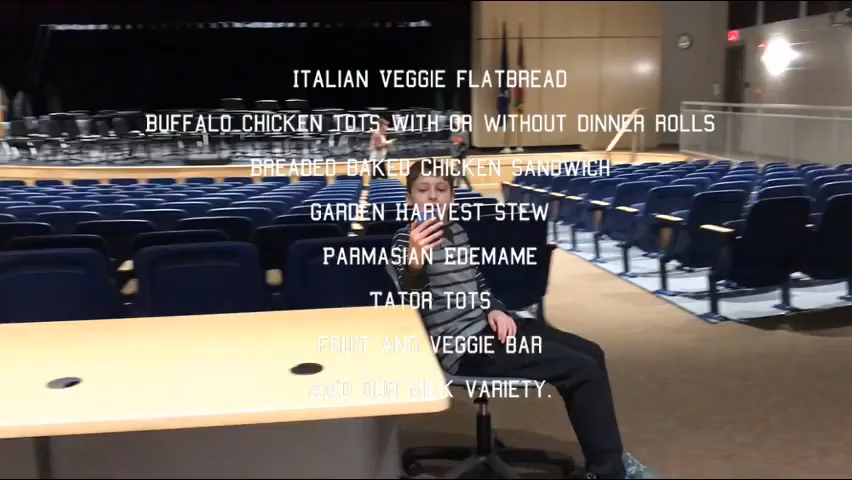 ITALIAN VEGGIE FLATBREAD
BUFFALO CHICKEN TOTS WITH OR WITHOUT DINNER ROLLS
BREADED BAKED CHICKEN SANDWICH
GARDEN HARVEST STEW
PARMASIAN EDEMAME
TATOR TOTS
FRUIT AND VEGGIE BAR
AND OUR MILK VARIETY.